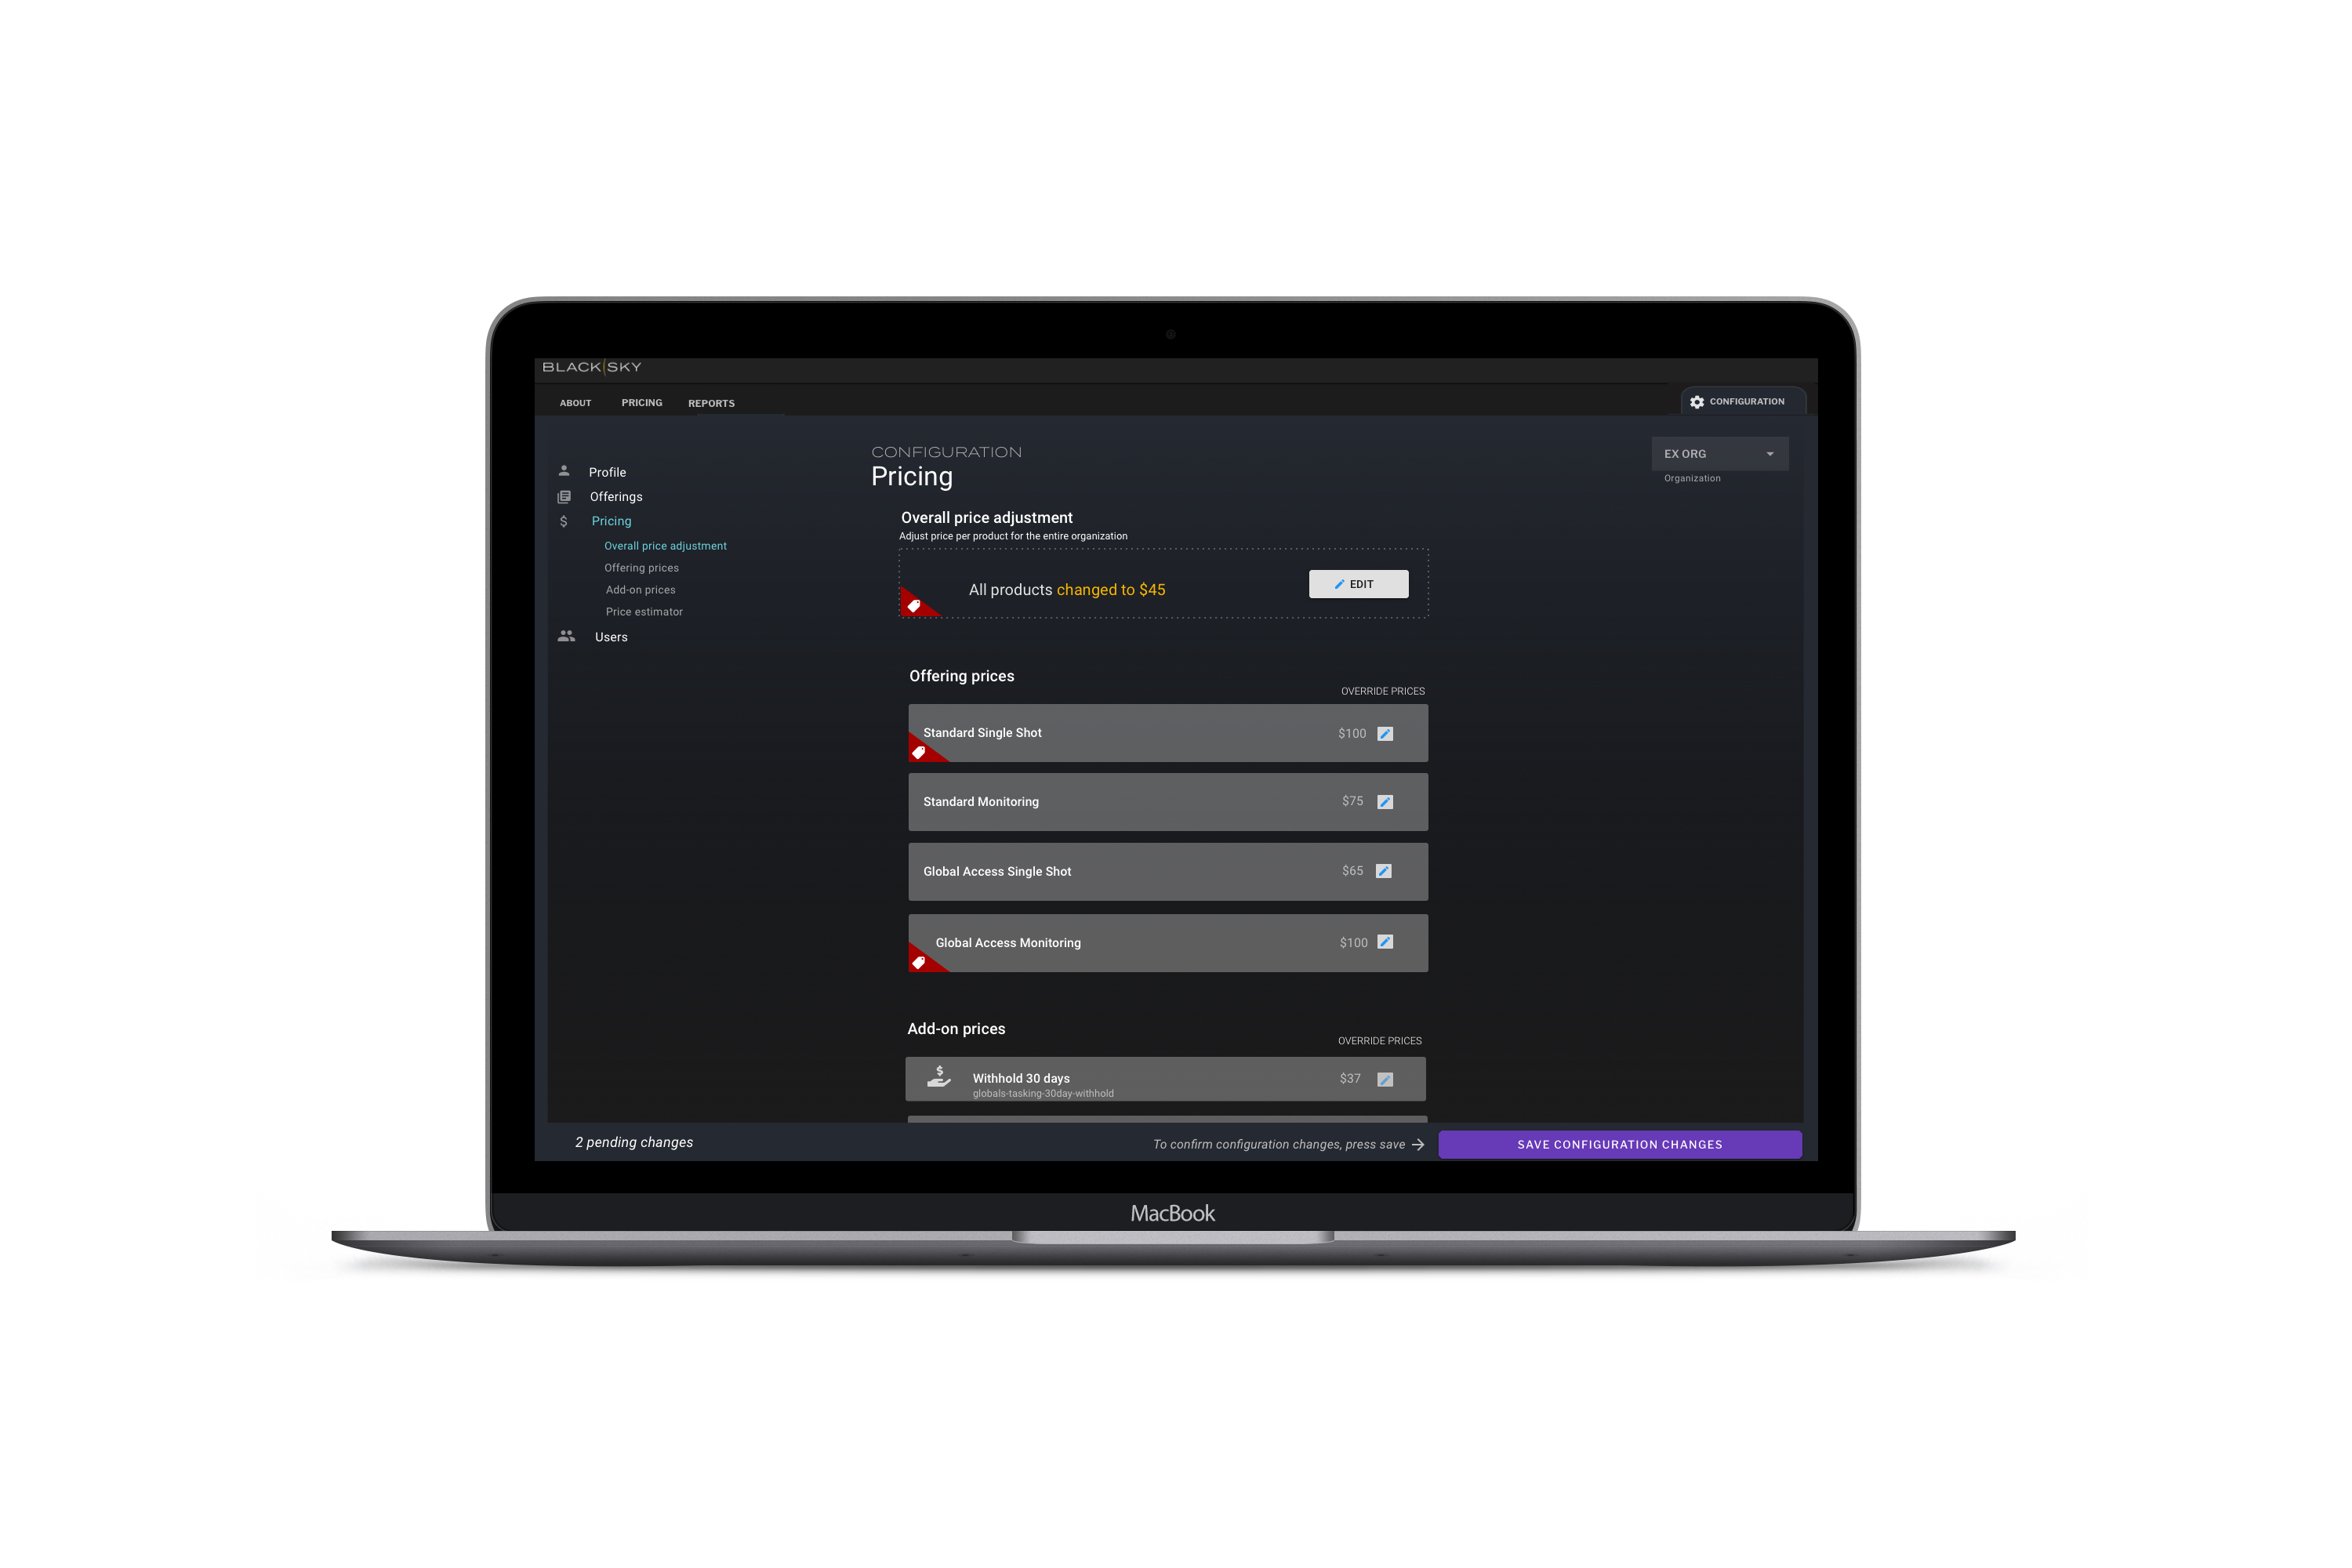 BLACK SKY
ABOUT PRICING REPORTS CONFIGURATION
CONFIGURATION
Pricing
EX ORG
Organization
Profile
Offerings
Pricing
Overall price adjustment
Offering prices
Add-on prices
Price estimator
Users
Overall price adjustment
Adjust price per product for the entire organization
All products changed to $45 EDIT
Offering prices
OVERRIDE PRICES
Standard Single Shot $100
Standard Monitoring $75
Global Access Single Shot $65
Global Access Monitoring $100
Add-on prices
OVERRIDE PRICES
Withhold 30 days $37
globals-tasking-30day-withhold
2 pending changes To confirm configuration changes, press save SAVE CONFIGURATION CHANGES
MacBook